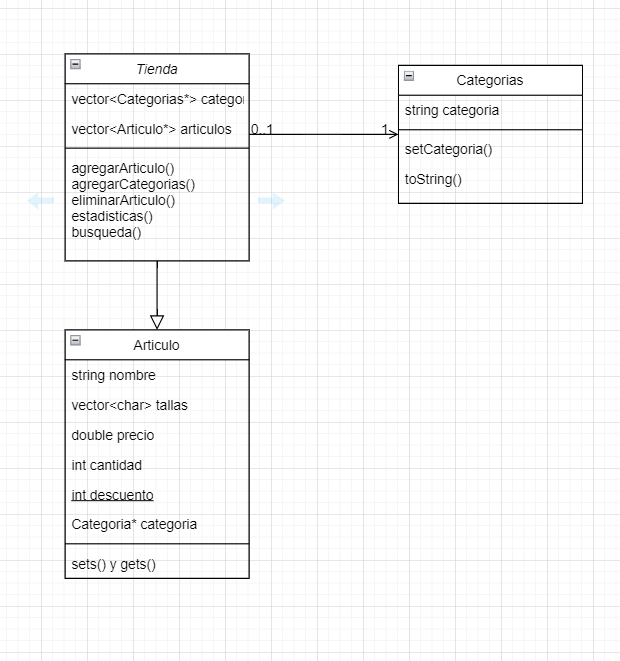 Tienda
vector<Categorias*> catego
vector<Articulo*> articulos
agregarArticulo()
agregarCategorias()
eliminarArticulo()
estadisticas()
busqueda()
0..1
1
Categorias
string categoria
setCategoria()
toString()
Articulo
string nombre
vector<char> tallas
double precio
int cantidad
int descuento
Categoria* categoria
sets() y gets()